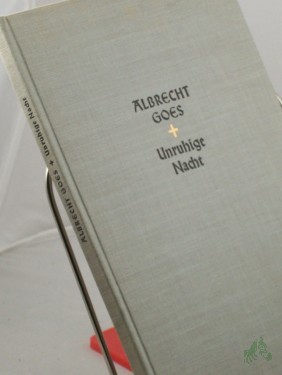 ALBRECHT
GOES
Unruhige
Nacht
ALBRECHT GOES + Unruhige Nacht